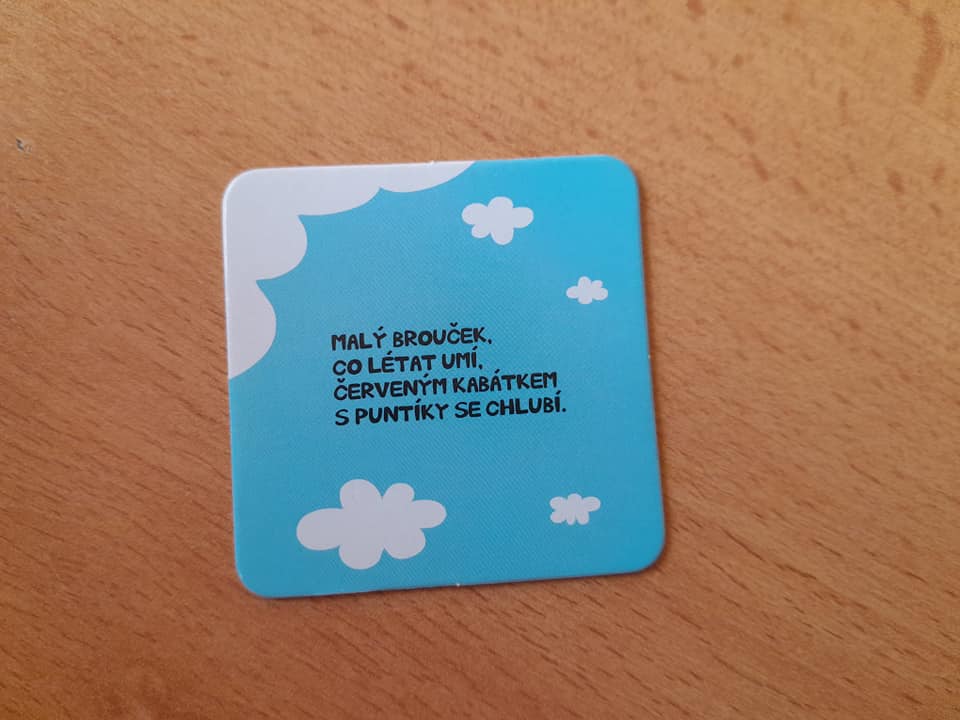 MALÝ BROUČEK,
CO LÉTAT UMÍ,
ČERVENÝM KABÁTKEM
S PUNTÍKY SE CHLUBÍ.